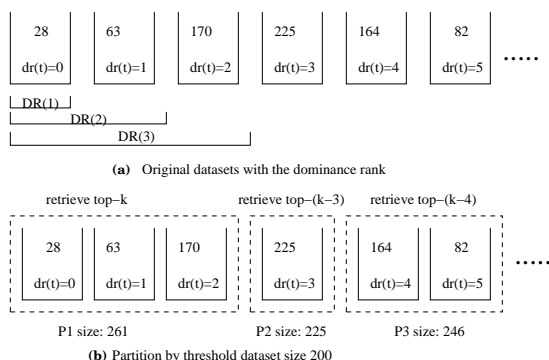 28 63 170 225 164 82
dr(t)=0 dr(t)=1 dr(t)=2 dr(t)=3 dr(t)=4 dr(t)=5 .....
DR(1)
DR(2)
DR(3)
(a) Original datasets with the dominance rank
retrieve top−k retrieve top−(k−3) retrieve top−(k−4)
28 63 170 225 164 82
dr(t)=0 dr(t)=1 dr(t)=2 dr(t)=3 dr(t)=4 dr(t)=5 .....
P1 size: 261 P2 size: 225 P3 size: 246
(b) Partition by threshold dataset size 200